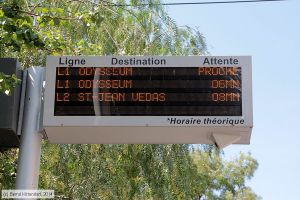 Ligne Destination Attente
L1 ODYSSEUM PROCHE
L1 ODYSSEUM 06MN
L2 ST-JEAN VEDAS 08MN
*Horaire théorique